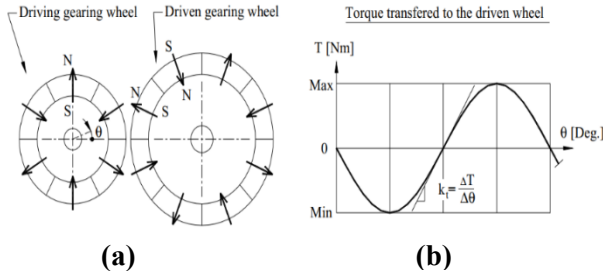 Driving gearing wheel
Driven gearing wheel
N
S
θ
S
N
N
S
(a)
Torque transfered to the driven wheel
T [Nm]
Max
0
Min
θ [Deg.]
k_t = ΔT/Δθ
(b)